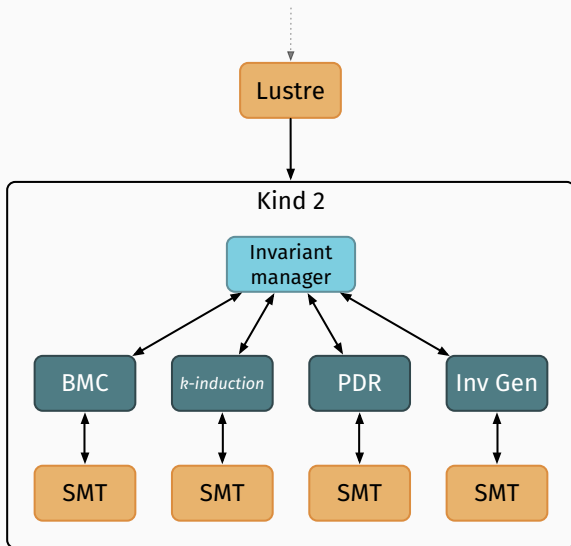 Lustre
Kind 2
Invariant
manager
BMC
k-induction
PDR
Inv Gen
SMT
SMT
SMT
SMT